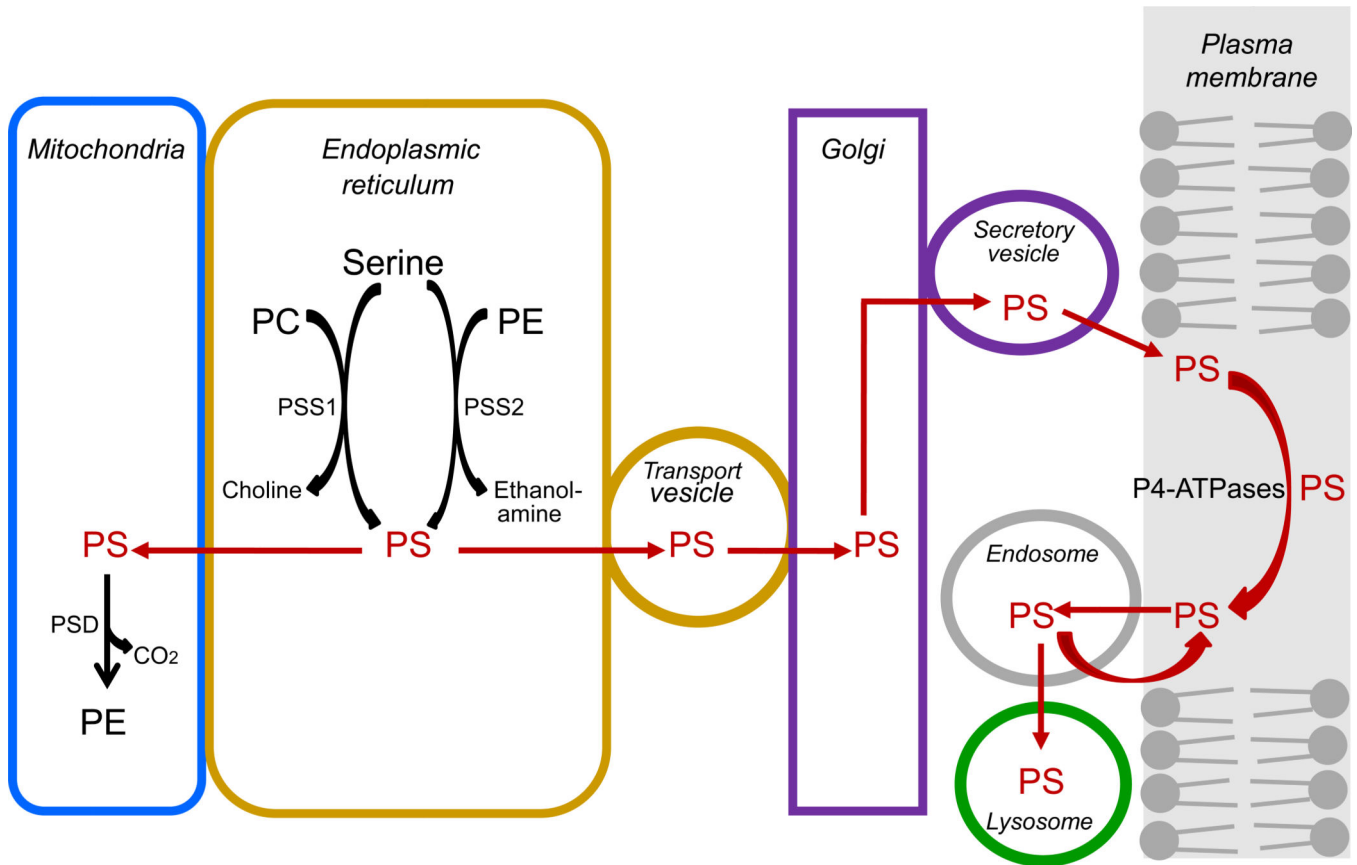 Plasma
membrane
Mitochondria
Endoplasmic
reticulum
Golgi
Secretory
vesicle
PS
Serine
PC
PE
PSS1
PSS2
Choline
Ethanol-
amine
Transport
vesicle
PS
PS
PS
PS
PSD
CO2
PE
PS
P4-ATPases
PS
Endosome
PS
PS
PS
Lysosome